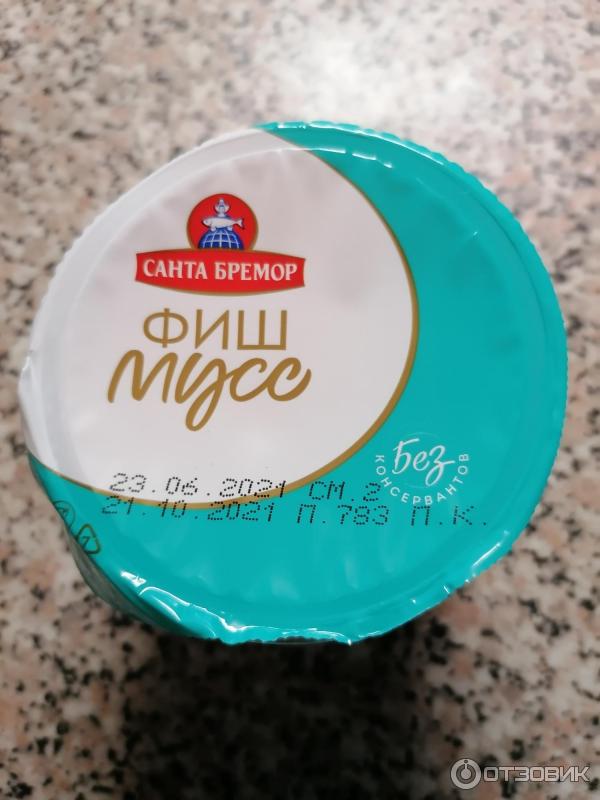 САНТА БРЕМОР
ФИШ
мусс
Без
КОНСЕРВАНТОВ
23.06.2021 СМ.2
21.10.2021 П.783 П.К.
ОТЗОВИК